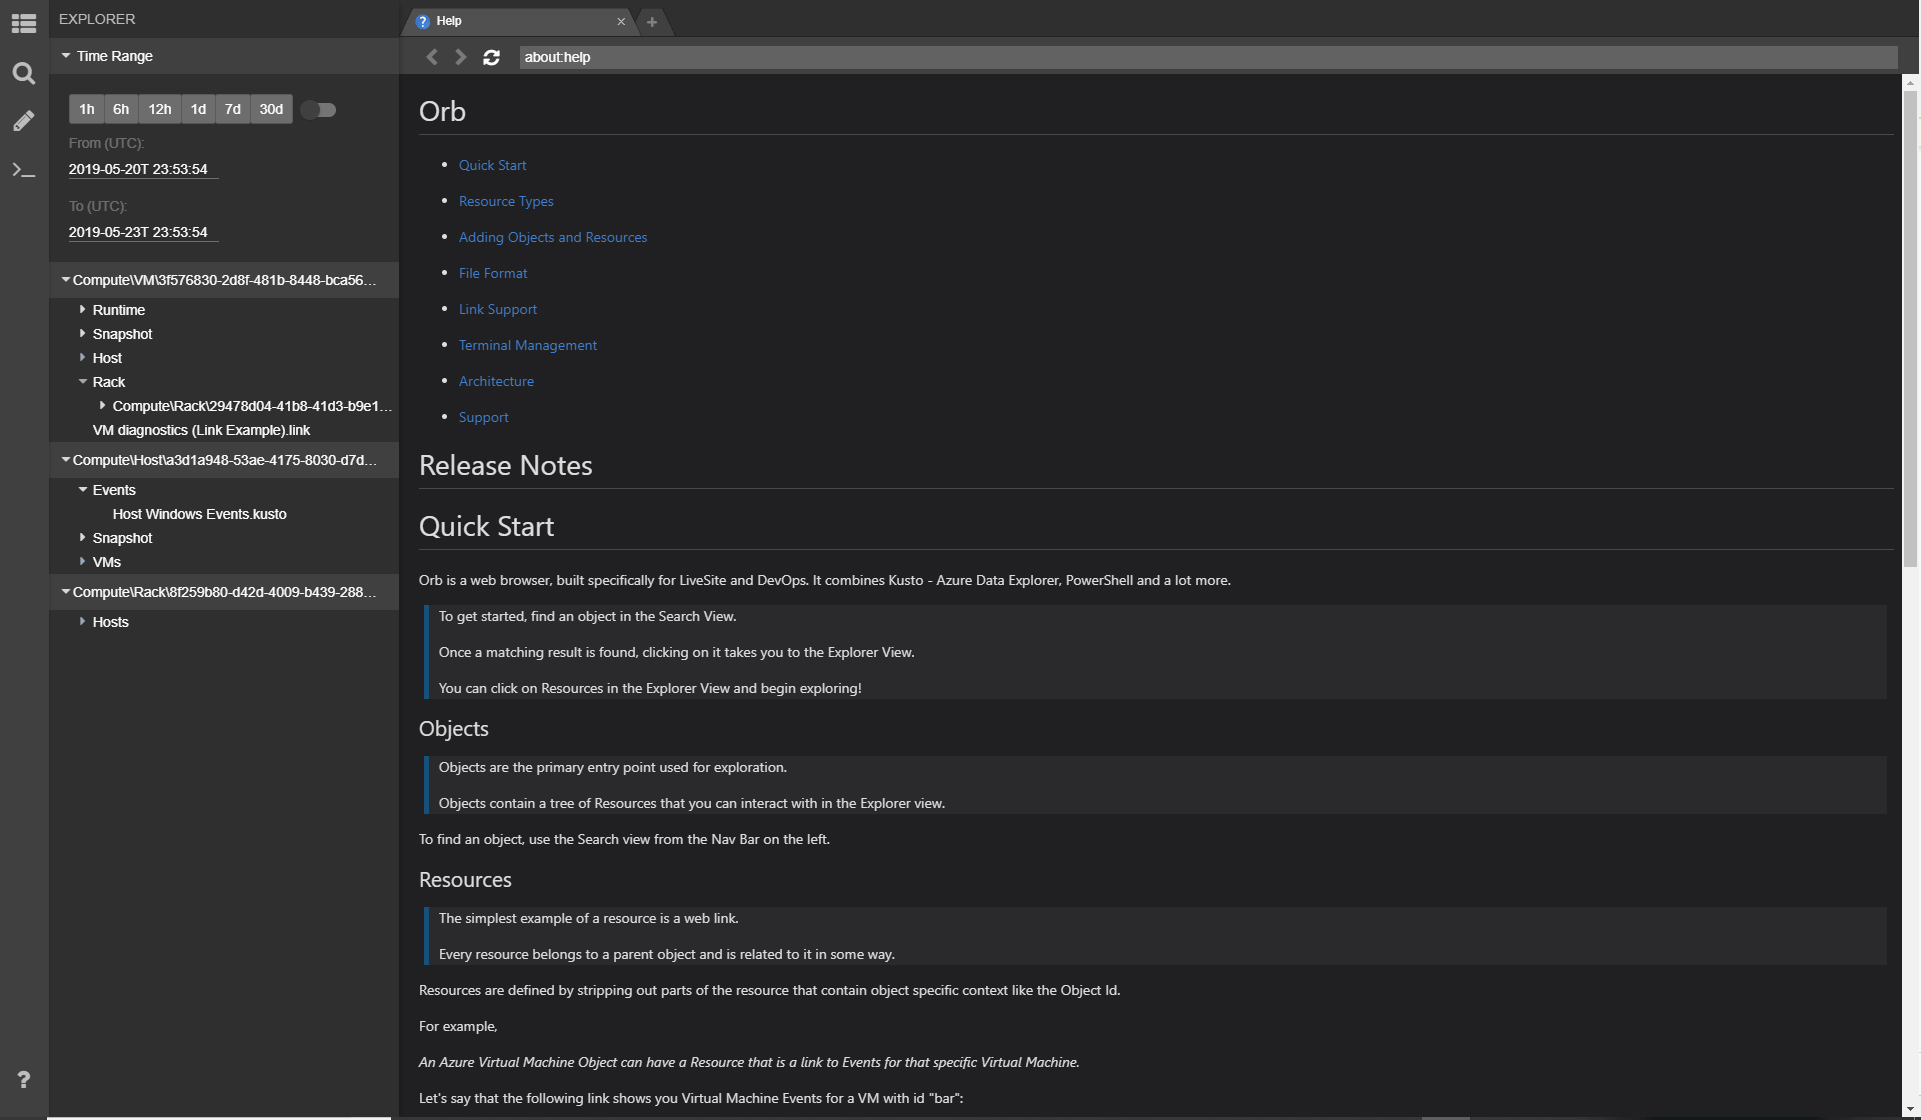 EXPLORER
Time Range
1h 6h 12h 1d 7d 30d
From (UTC):
2019-05-20T 23:53:54
To (UTC):
2019-05-23T 23:53:54
Compute\VM\3f576830-2d8f-481b-8448-bca56...
Runtime
Snapshot
Host
Rack
Compute\Rack\29478d04-41b8-41d3-b9e1...
VM diagnostics (Link Example).link
Compute\Host\a3d1a948-53ae-4175-8030-d7d...
Events
Host Windows Events.kusto
Snapshot
VMs
Compute\Rack\8f259b80-d42d-4009-b439-288...
Hosts
Help
about:help
Orb
Quick Start
Resource Types
Adding Objects and Resources
File Format
Link Support
Terminal Management
Architecture
Support
Release Notes
Quick Start
Orb is a web browser, built specifically for LiveSite and DevOps. It combines Kusto - Azure Data Explorer, PowerShell and a lot more.
To get started, find an object in the Search View.
Once a matching result is found, clicking on it takes you to the Explorer View.
You can click on Resources in the Explorer View and begin exploring!
Objects
Objects are the primary entry point used for exploration.
Objects contain a tree of Resources that you can interact with in the Explorer view.
To find an object, use the Search view from the Nav Bar on the left.
Resources
The simplest example of a resource is a web link.
Every resource belongs to a parent object and is related to it in some way.
Resources are defined by stripping out parts of the resource that contain object specific context like the Object Id.
For example,
An Azure Virtual Machine Object can have a Resource that is a link to Events for that specific Virtual Machine.
Let's say that the following link shows you Virtual Machine Events for a VM with id "bar":